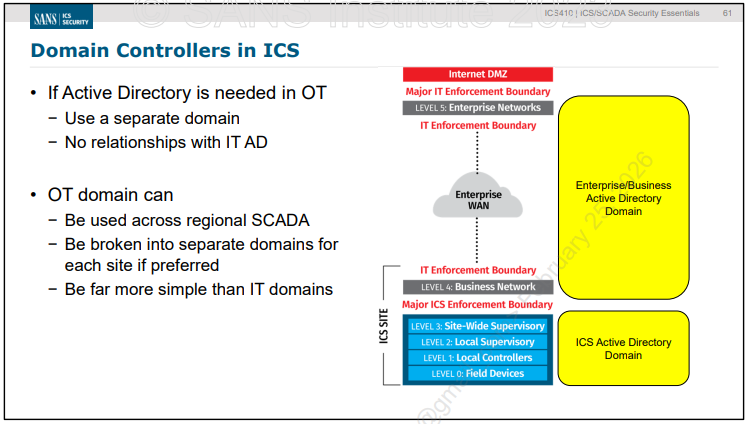 © SANS Institute 2026
SANS ICS SECURITY
ICS410 | ICS/SCADA Security Essentials 61
Domain Controllers in ICS
• If Active Directory is needed in OT
− Use a separate domain
− No relationships with IT AD
• OT domain can
− Be used across regional SCADA
− Be broken into separate domains for
each site if preferred
− Be far more simple than IT domains
Internet DMZ
Major IT Enforcement Boundary
LEVEL 5: Enterprise Networks
IT Enforcement Boundary
Enterprise
WAN
IT Enforcement Boundary
LEVEL 4: Business Network
Major ICS Enforcement Boundary
ICS SITE
LEVEL 3: Site-Wide Supervisory
LEVEL 2: Local Supervisory
LEVEL 1: Local Controllers
LEVEL 0: Field Devices
Enterprise/Business
Active Directory
Domain
ICS Active Directory
Domain